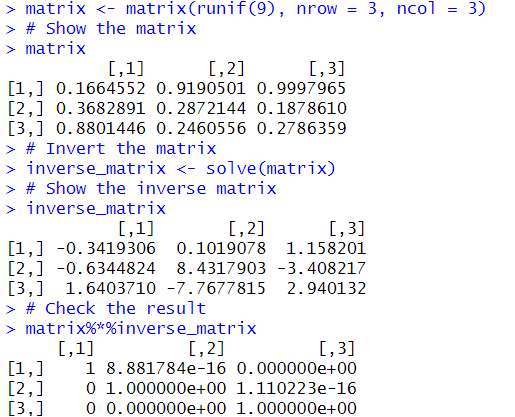 > matrix <- matrix(runif(9), nrow = 3, ncol = 3)
> # Show the matrix
> matrix
          [,1]      [,2]      [,3]
[1,] 0.1664552 0.9190501 0.9997965
[2,] 0.3682891 0.2872144 0.1878610
[3,] 0.8801446 0.2460556 0.2786359
> # Invert the matrix
> inverse_matrix <- solve(matrix)
> # Show the inverse matrix
> inverse_matrix
           [,1]       [,2]      [,3]
[1,] -0.3419306  0.1019078  1.158201
[2,] -0.6344824  8.4317903 -3.408217
[3,]  1.6403710 -7.7677815  2.940132
> # Check the result
> matrix%*%inverse_matrix
     [,1]         [,2]         [,3]
[1,]    1 8.881784e-16 0.000000e+00
[2,]    0 1.000000e+00 1.110223e-16
[3,]    0 0.000000e+00 1.000000e+00